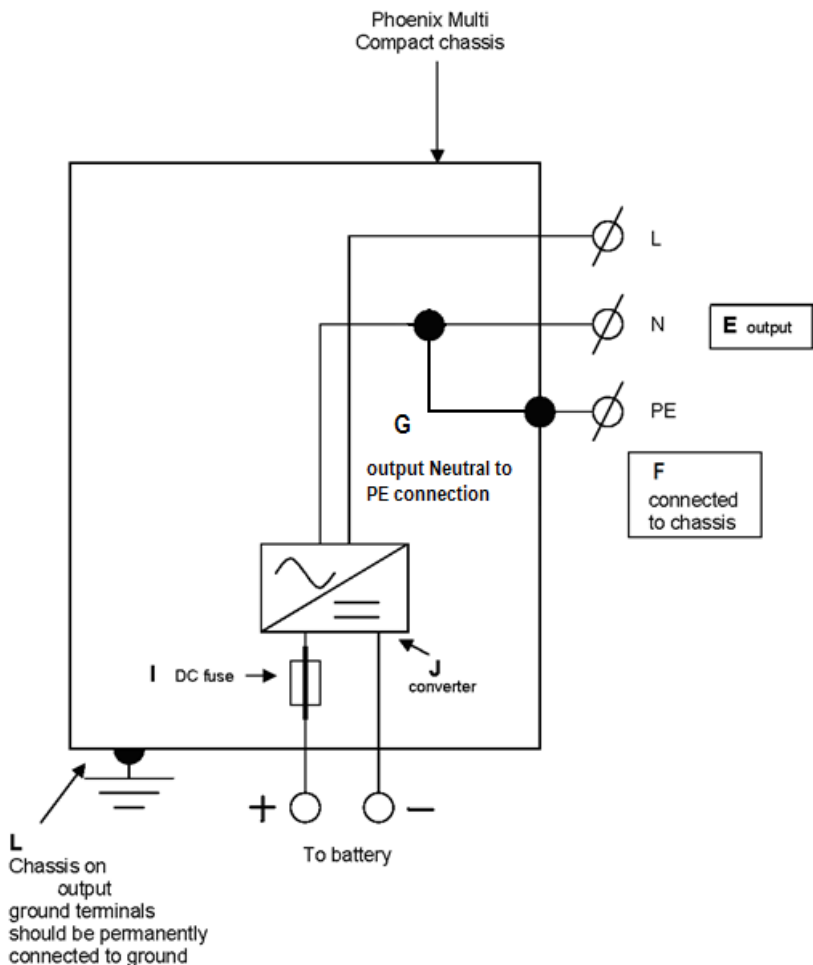 Phoenix Multi
Compact chassis
L
N
E output
PE
G
output Neutral to
PE connection
F
connected
to chassis
I DC fuse
J
converter
+
−
To battery
L
Chassis on
output
ground terminals
should be permanently
connected to ground